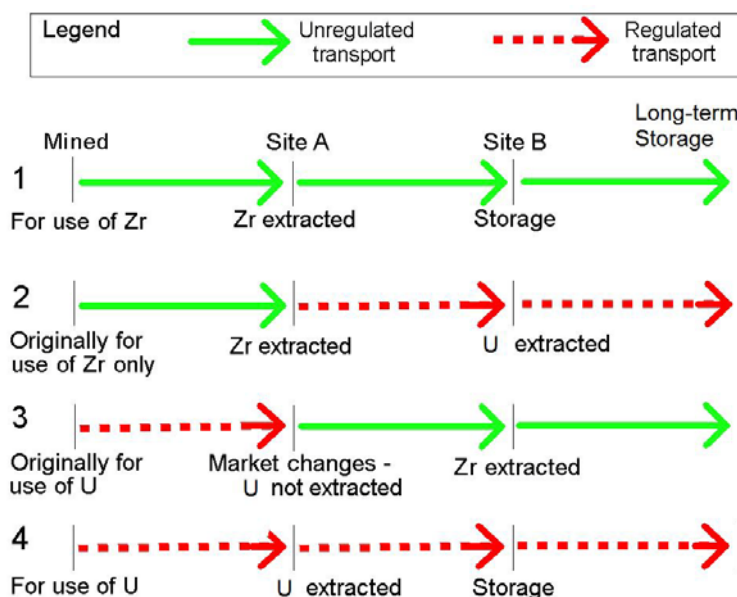 Legend
Unregulated
transport
Regulated
transport
Mined
Site A
Site B
Long-term
Storage
1
For use of Zr
Zr extracted
Storage
2
Originally for
use of Zr only
Zr extracted
U extracted
3
Originally for
use of U
Market changes -
U not extracted
Zr extracted
4
For use of U
U extracted
Storage